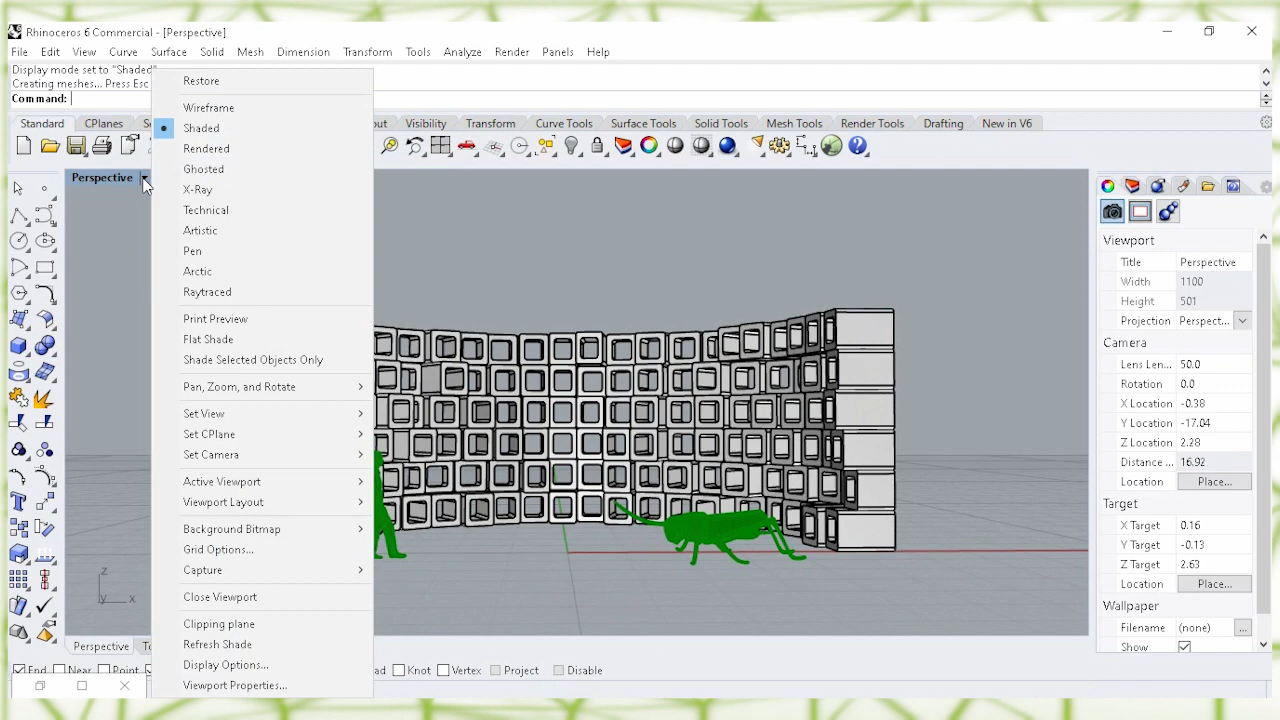 Rhinoceros 6 Commercial - [Perspective]
File Edit View Curve Surface Solid Mesh Dimension Transform Tools Analyze Render Panels Help
Display mode set to "Shaded"
Creating meshes... Press Esc
Command:
Standard CPlanes Visibility Transform Curve Tools Surface Tools Solid Tools Mesh Tools Render Tools Drafting New in V6
Perspective
Restore
Wireframe
Shaded
Rendered
Ghosted
X-Ray
Technical
Artistic
Pen
Arctic
Raytraced
Print Preview
Flat Shade
Shade Selected Objects Only
Pan, Zoom, and Rotate
Set View
Set CPlane
Set Camera
Active Viewport
Viewport Layout
Background Bitmap
Grid Options...
Capture
Close Viewport
Clipping plane
Refresh Shade
Display Options...
Viewport Properties...
z
y x
Viewport
Title Perspective
Width 1100
Height 501
Projection Perspect...
Camera
Lens Len... 50.0
Rotation 0.0
X Location -0.38
Y Location -17.04
Z Location 2.28
Distance ... 16.92
Location Place...
Target
X Target 0.16
Y Target -0.13
Z Target 2.63
Location Place...
Wallpaper
Filename (none) ...
Show
Perspective
End Near Point Knot Vertex Project Disable